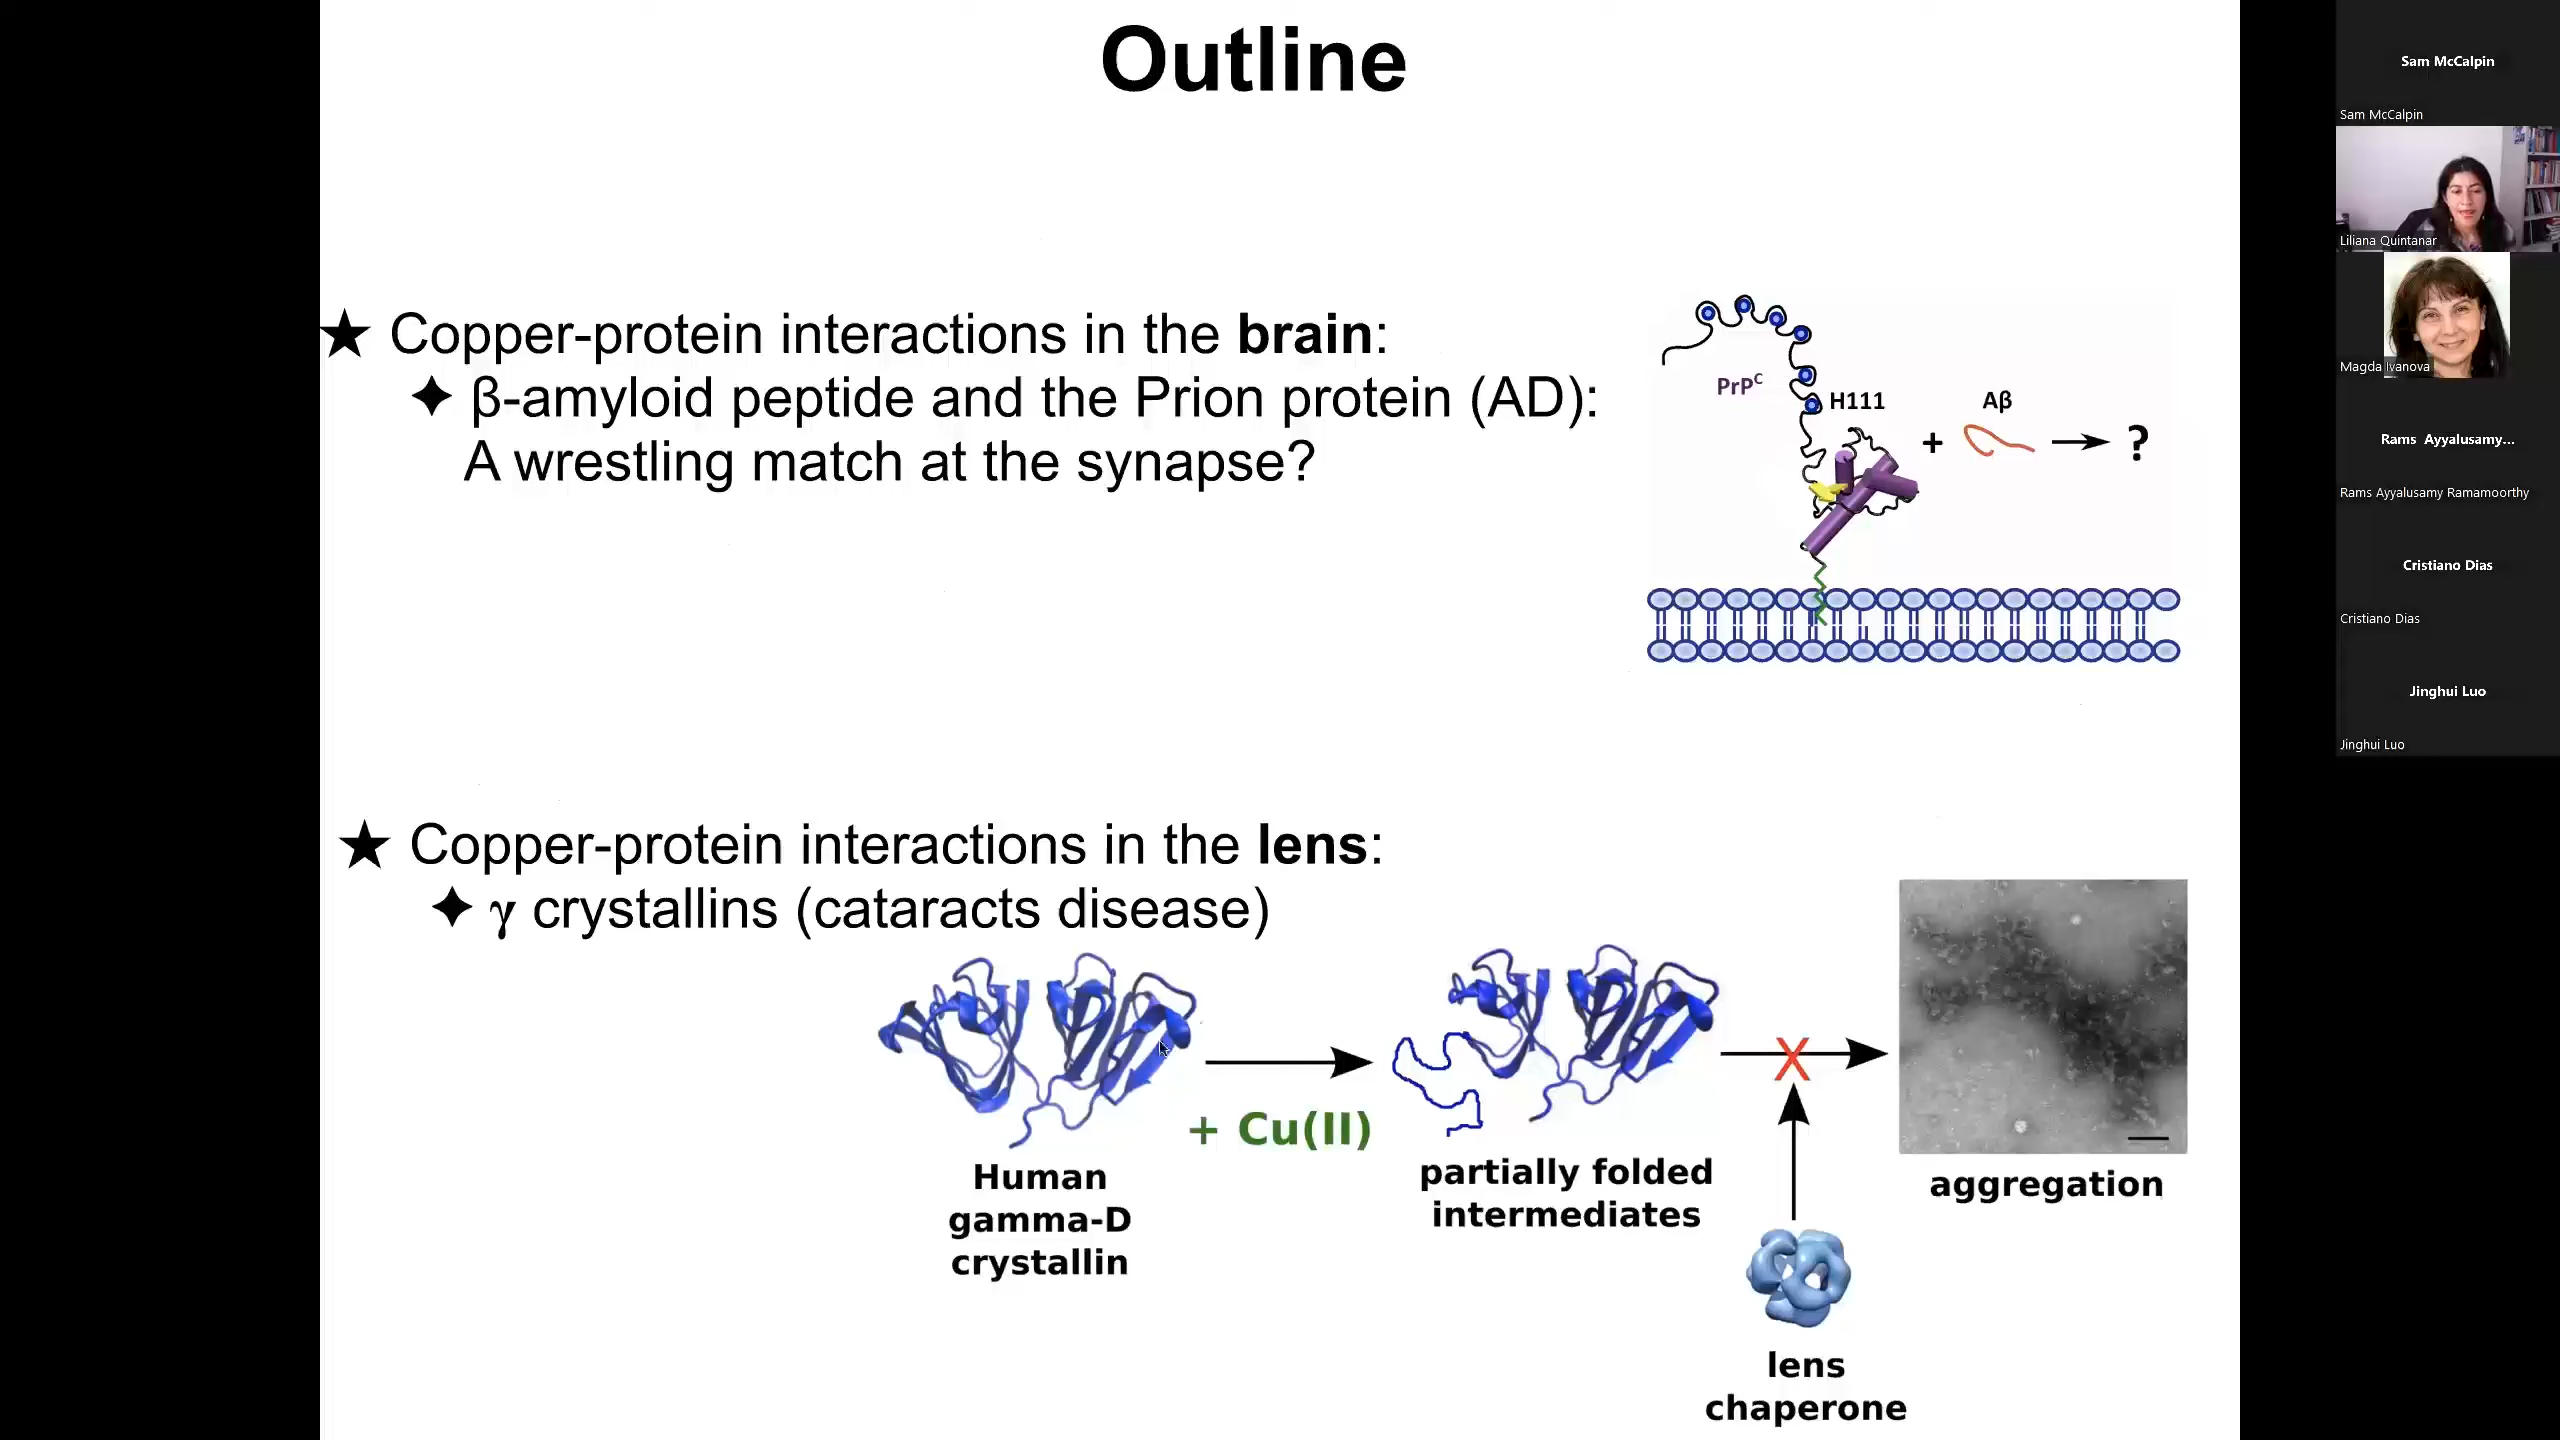 Outline
★ Copper-protein interactions in the brain:
✦ β-amyloid peptide and the Prion protein (AD):
A wrestling match at the synapse?
PrPᶜ
H111
+
Aβ
?
★ Copper-protein interactions in the lens:
✦ γ crystallins (cataracts disease)
+ Cu(II)
X
Human
gamma-D
crystallin
partially folded
intermediates
aggregation
lens
chaperone
Sam McCalpin
Sam McCalpin
Liliana Quintanar
Magda Ivanova
Rams Ayyalusamy...
Rams Ayyalusamy Ramamoorthy
Cristiano Dias
Cristiano Dias
Jinghui Luo
Jinghui Luo